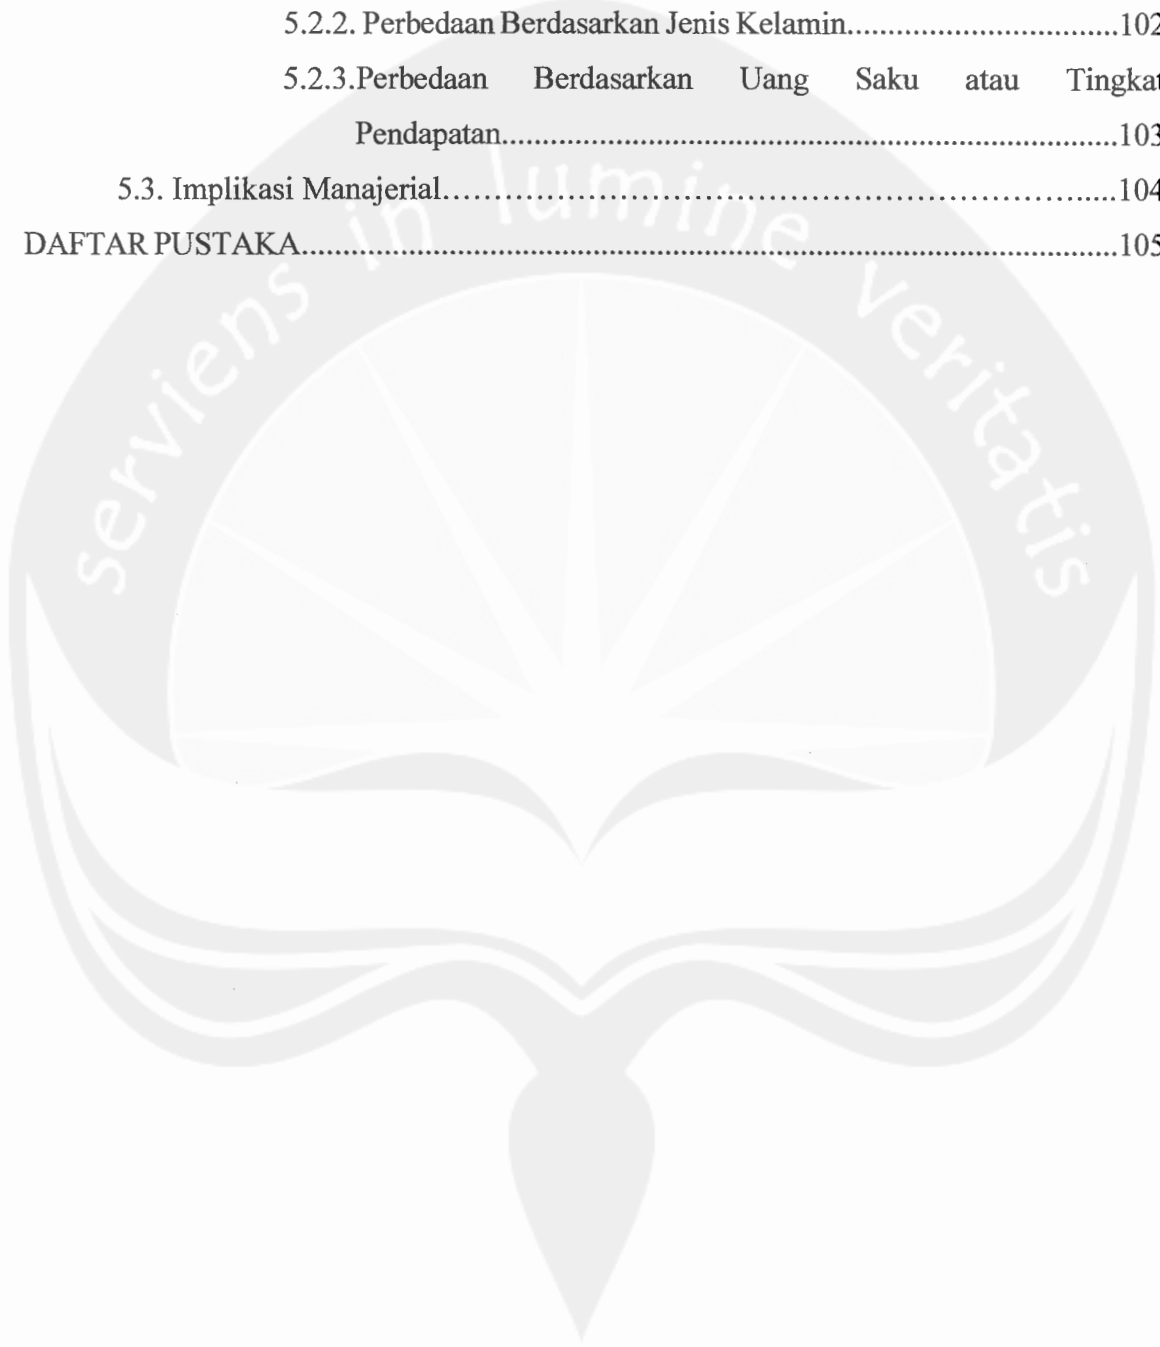 5.2.2. Perbedaan Berdasarkan Jenis Kelamin.................................102
5.2.3.Perbedaan Berdasarkan Uang Saku atau Tingkat
Pendapatan...........................................................................103
5.3. Implikasi Manajerial..................................................................................104
DAFTAR PUSTAKA....................................................................................................105
serviens in lumine veritatis